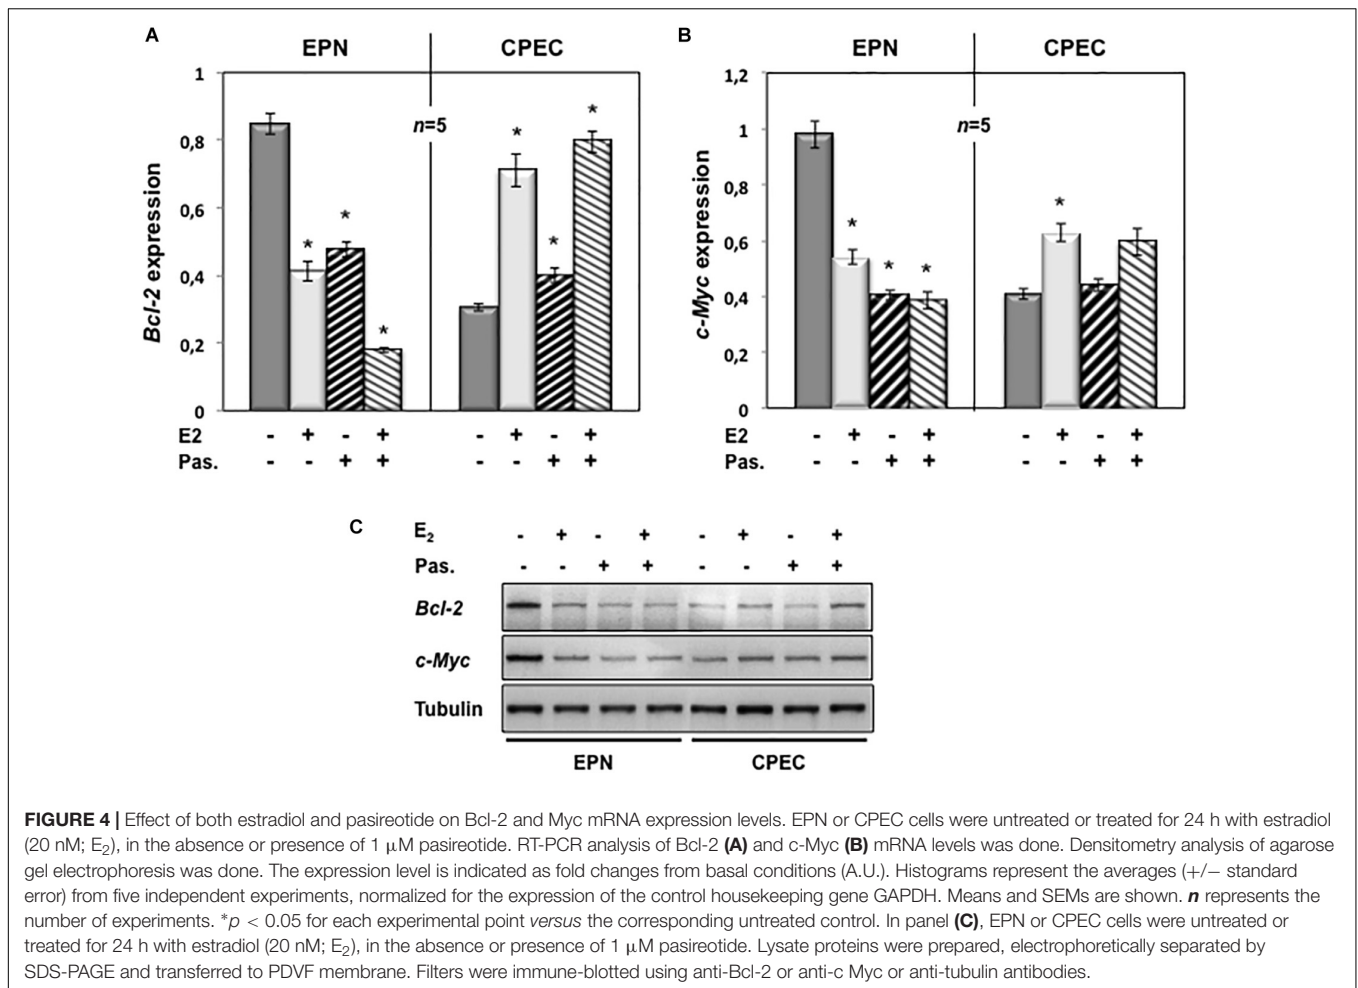 A
EPN CPEC
Bcl-2 expression
1
0,8
0,6
0,4
0,2
0
n=5
* * * * * *
E2 - + - + - + - +
Pas. - - + + - - + +
B
EPN CPEC
c-Myc expression
1,2
1
0,8
0,6
0,4
0,2
0
n=5
* * * *
E2 - + - + - + - +
Pas. - - + + - - + +
C
E2 - + - + - + - +
Pas. - - + + - - + +
Bcl-2
c-Myc
Tubulin
EPN CPEC
FIGURE 4 | Effect of both estradiol and pasireotide on Bcl-2 and Myc mRNA expression levels. EPN or CPEC cells were untreated or treated for 24 h with estradiol
(20 nM; E2), in the absence or presence of 1 μM pasireotide. RT-PCR analysis of Bcl-2 (A) and c-Myc (B) mRNA levels was done. Densitometry analysis of agarose
gel electrophoresis was done. The expression level is indicated as fold changes from basal conditions (A.U.). Histograms represent the averages (+/− standard
error) from five independent experiments, normalized for the expression of the control housekeeping gene GAPDH. Means and SEMs are shown. n represents the
number of experiments. *p < 0.05 for each experimental point versus the corresponding untreated control. In panel (C), EPN or CPEC cells were untreated or
treated for 24 h with estradiol (20 nM; E2), in the absence or presence of 1 μM pasireotide. Lysate proteins were prepared, electrophoretically separated by
SDS-PAGE and transferred to PDVF membrane. Filters were immune-blotted using anti-Bcl-2 or anti-c Myc or anti-tubulin antibodies.